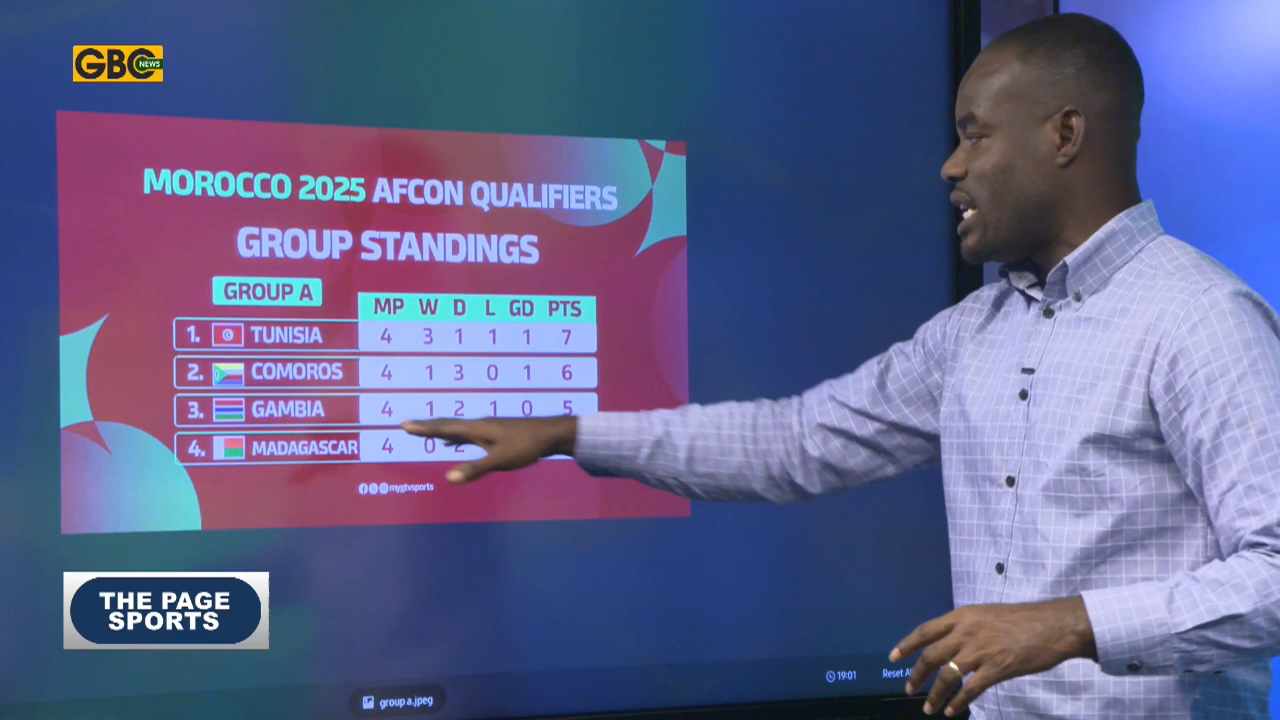 GBC
NEWS
MOROCCO 2025 AFCON QUALIFIERS
GROUP STANDINGS
GROUP A
MP W D L GD PTS
1. TUNISIA 4 3 1 1 1 7
2. COMOROS 4 1 3 0 1 6
3. GAMBIA 4 1 2 1 0 5
4. MADAGASCAR 4 0 2
mygtvsports
THE PAGE
SPORTS
19:01
Reset
group a.jpeg